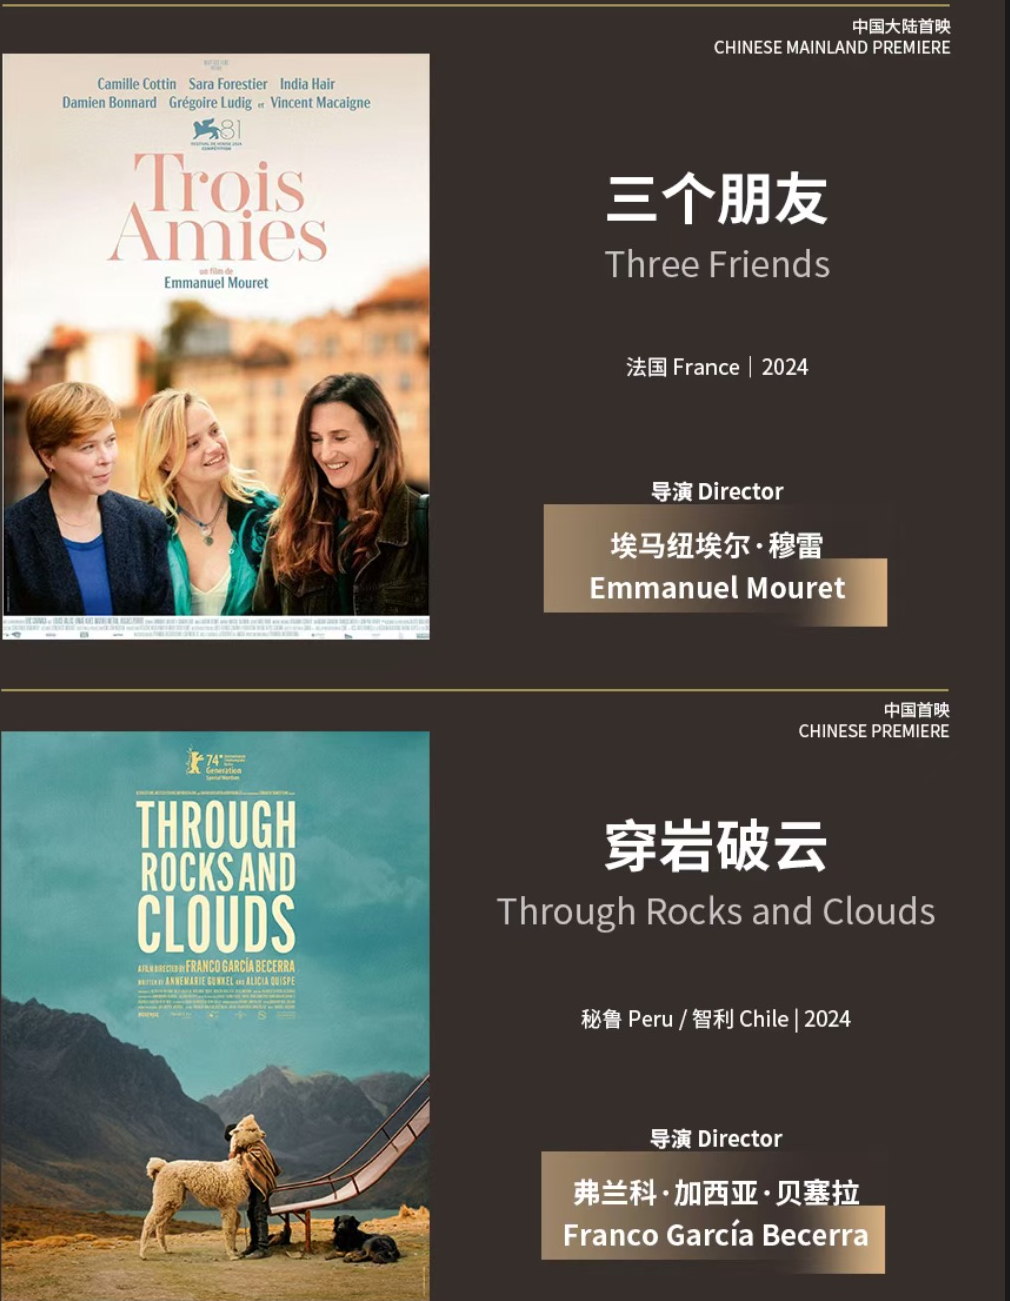 中国大陆首映
CHINESE MAINLAND PREMIERE
Camille Cottin Sara Forestier India Hair
Damien Bonnard Grégoire Ludig et Vincent Macaigne
81
COMPETITION
Trois
Amies
un film de
Emmanuel Mouret
三个朋友
Three Friends
法国 France｜2024
导演 Director
埃马纽埃尔·穆雷
Emmanuel Mouret
中国首映
CHINESE PREMIERE
74
Generation
THROUGH
ROCKS AND
CLOUDS
A FILM DIRECTED BY FRANCO GARCÍA BECERRA
WRITTEN BY ANNEMARIE GUNKEL AND ALICIA QUISPE
穿岩破云
Through Rocks and Clouds
秘鲁 Peru / 智利 Chile | 2024
导演 Director
弗兰科·加西亚·贝塞拉
Franco García Becerra